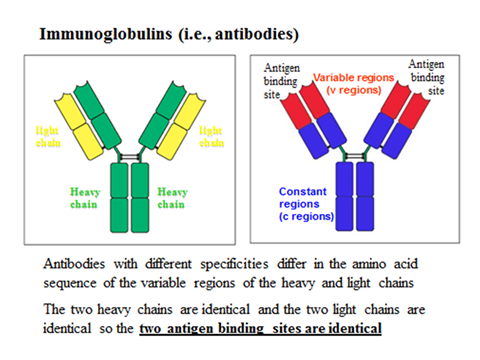 Immunoglobulins (i.e., antibodies)
light
chain
light
chain
Heavy
chain
Heavy
chain
Antigen
binding
site
Variable regions
(v regions)
Antigen
binding
site
Constant
regions
(c regions)
Antibodies with different specificities differ in the amino acid
sequence of the variable regions of the heavy and light chains
The two heavy chains are identical and the two light chains are
identical so the two antigen binding sites are identical